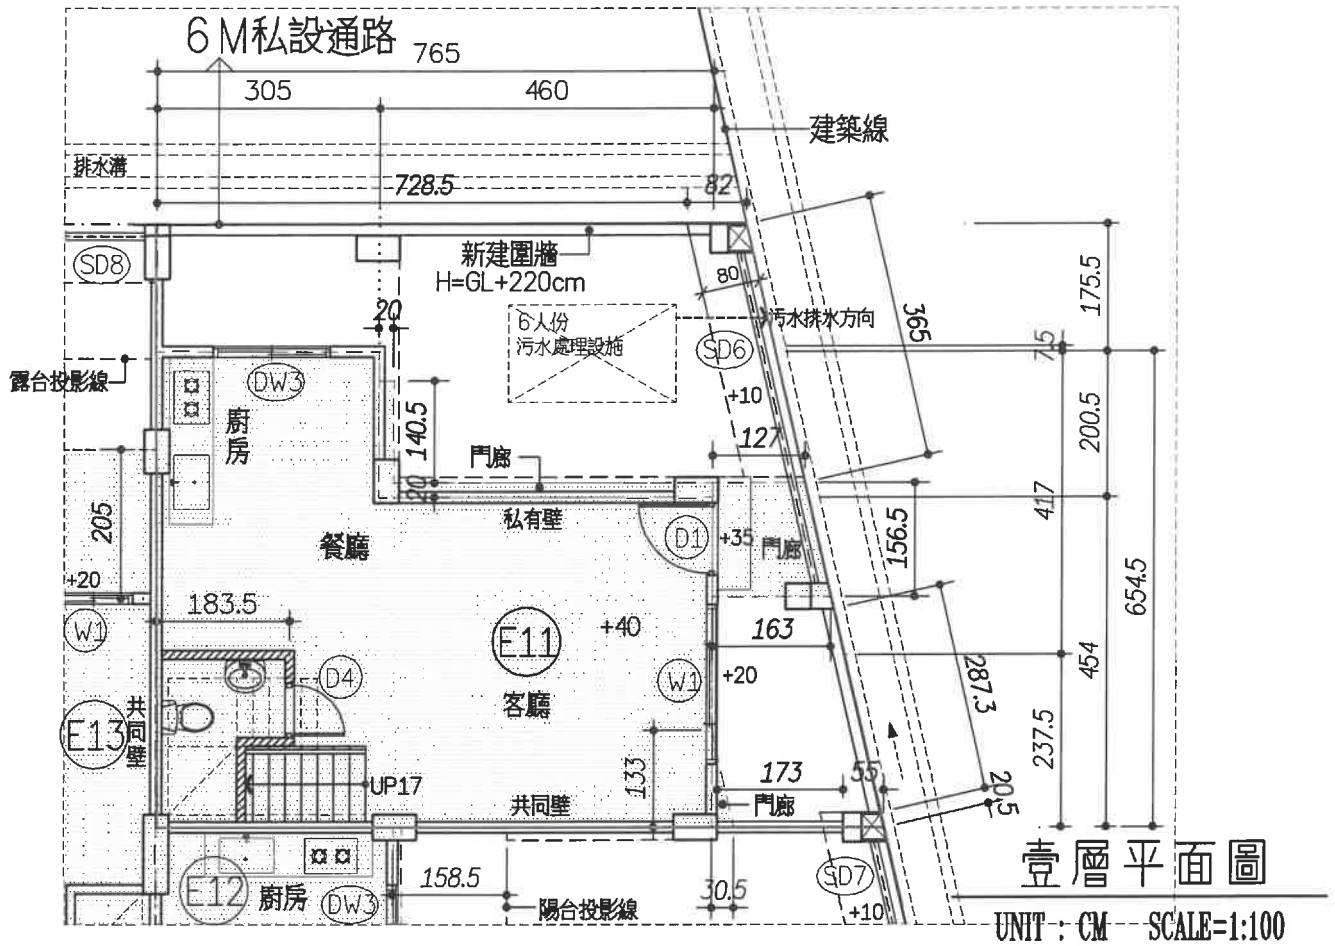 6M私設通路
765
305
460
建築線
排水溝
728.5
82
新建圍牆
H=GL+220cm
SD8
80
20
6人份
污水處理設施
污水排水方向
SD6
365
175.5
7.5
露台投影線
DW3
廚房
+10
140.5
127
200.5
門廊
20
205
私有壁
D1
+35
門廊
417
156.5
餐廳
654.5
+20
183.5
W1
E11
+40
163
454
D4
W1
+20
287.3
客廳
共同壁
E13
237.5
133
173
55
UP17
20.5
共同壁
門廊
壹層平面圖
E12
廚房
DW3
158.5
30.5
SD7
陽台投影線
+10
UNIT : CM SCALE=1:100